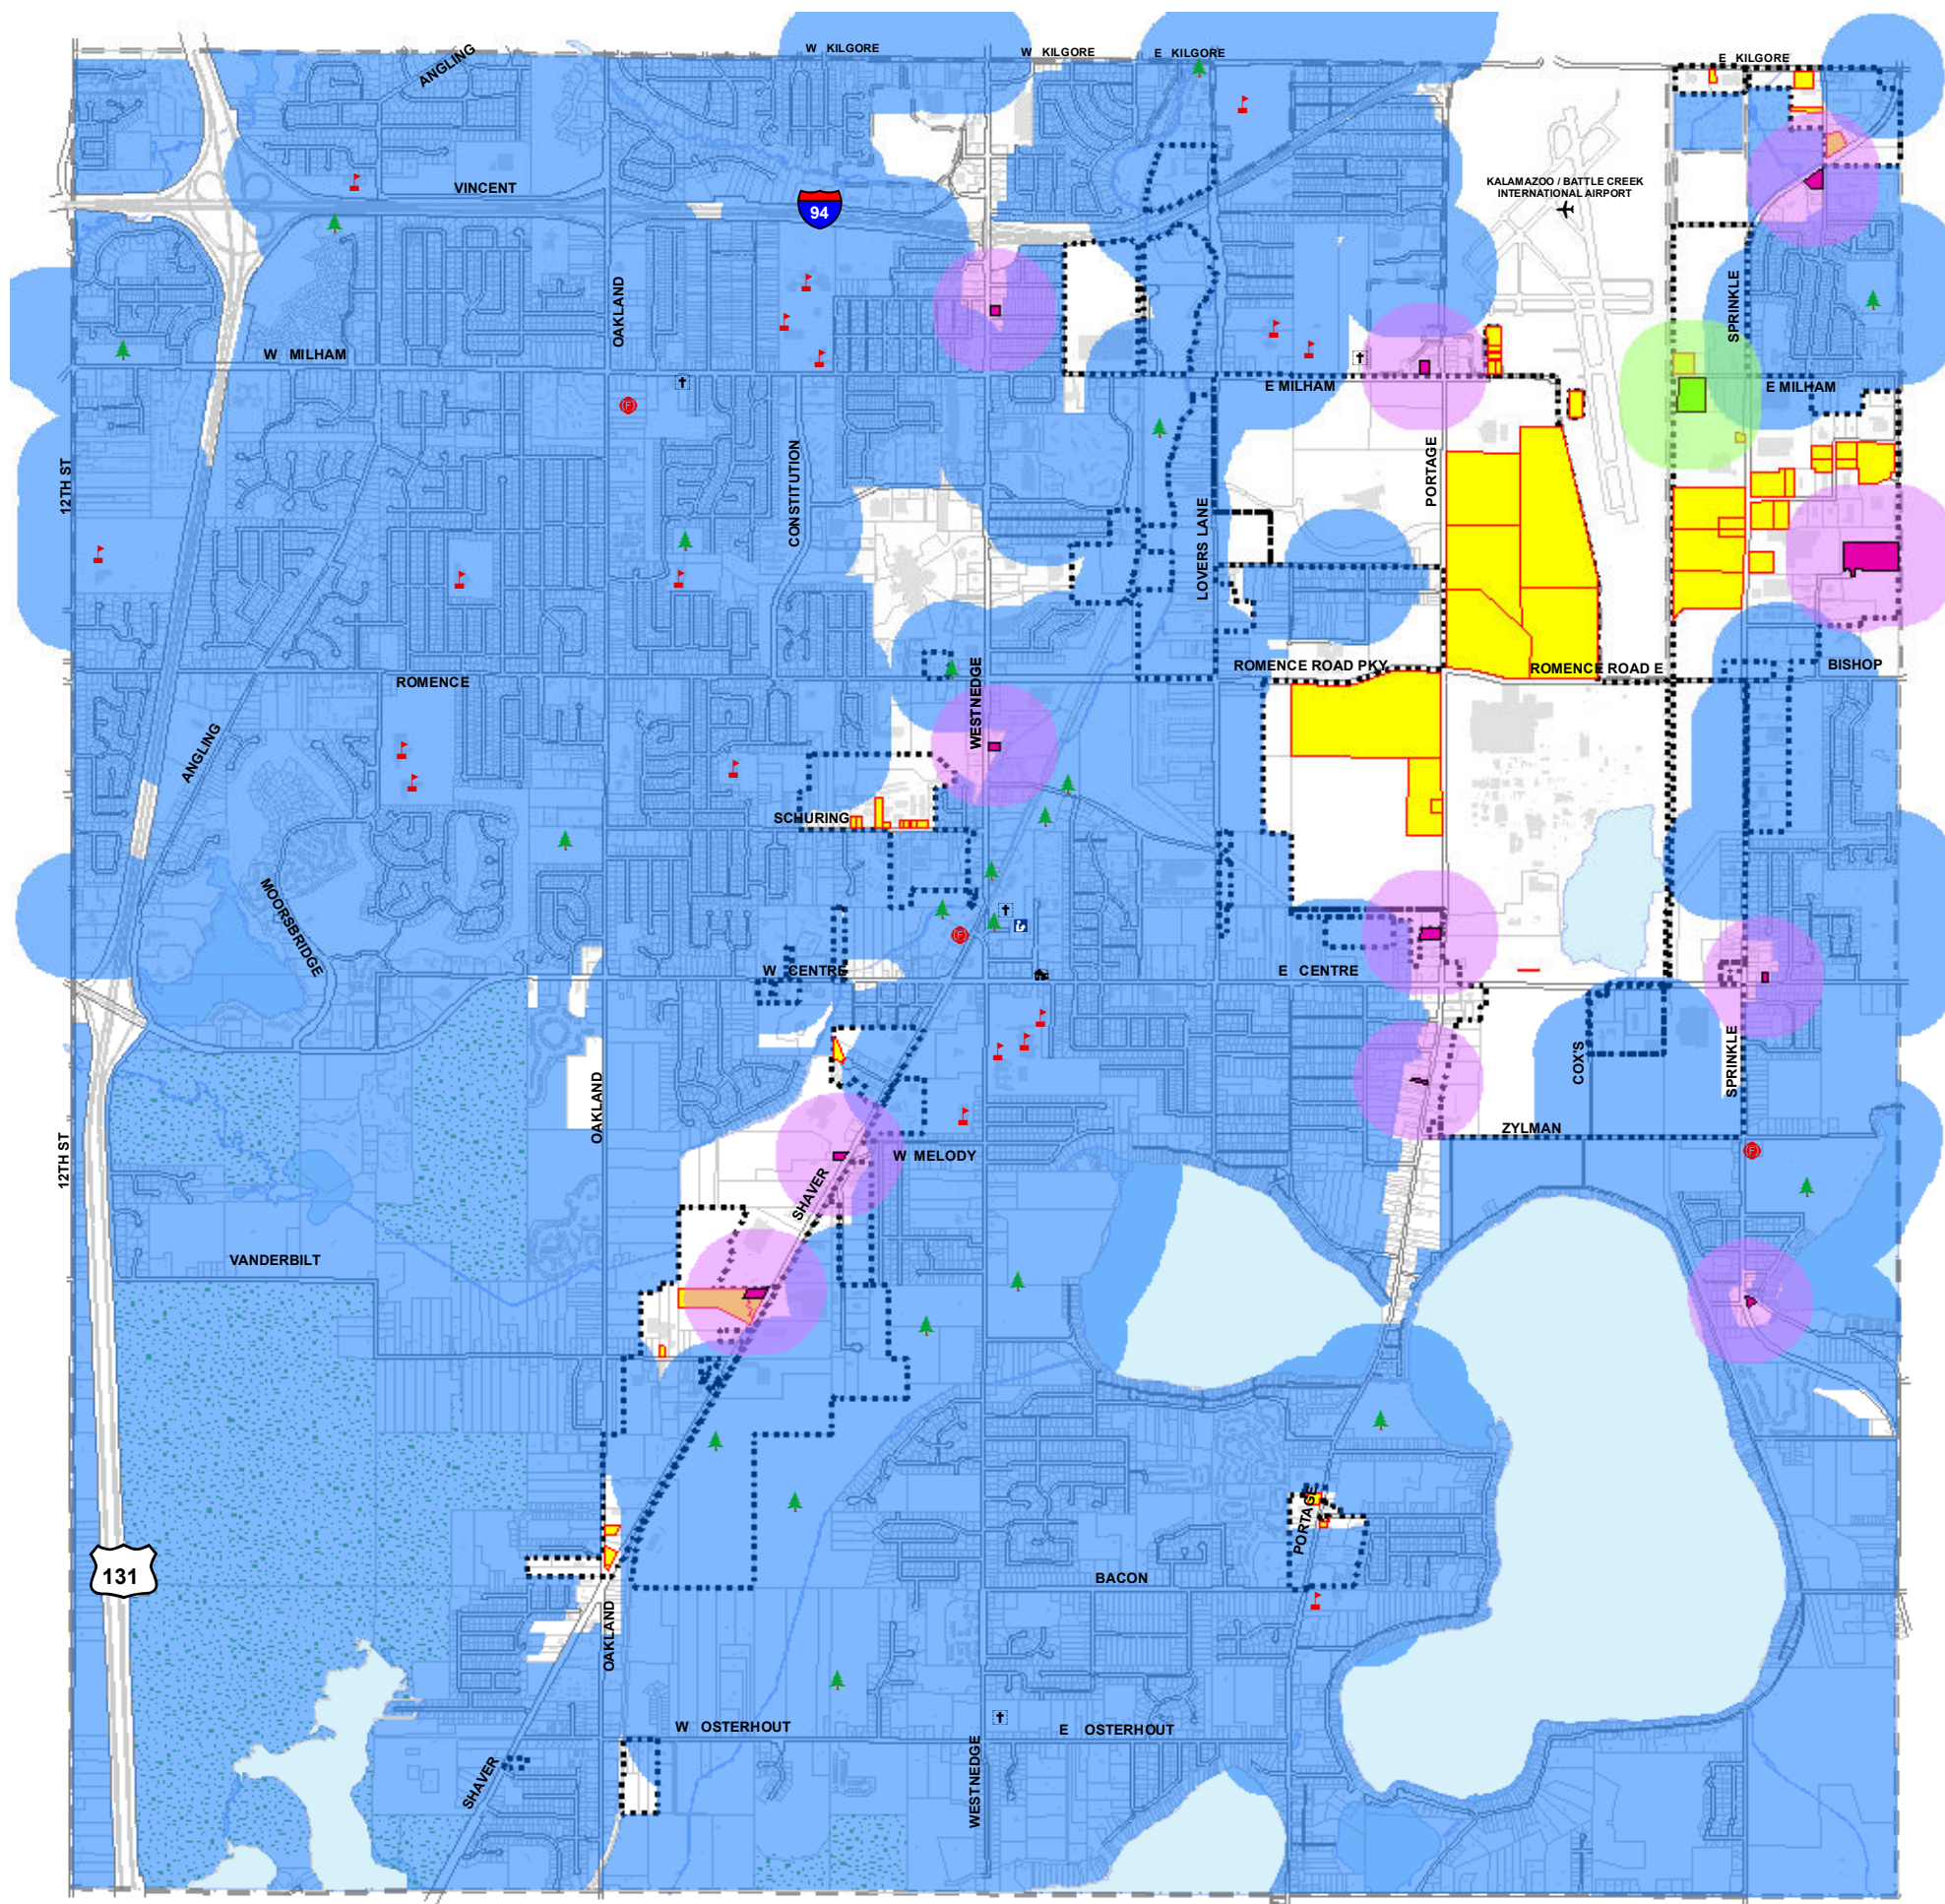 W KILGORE
W KILGORE
E KILGORE
E KILGORE
ANGLING
VINCENT
94
KALAMAZOO / BATTLE CREEK
INTERNATIONAL AIRPORT
OAKLAND
SPRINKLE
W MILHAM
E MILHAM
E MILHAM
F
12TH ST
CONSTITUTION
PORTAGE
LOVERS LANE
ROMENCE
WESTNEDGE
ROMENCE ROAD PKY
ROMENCE ROAD E
BISHOP
ANGLING
SCHURING
MOORSBRIDGE
F
W CENTRE
E CENTRE
OAKLAND
COX'S
SPRINKLE
12TH ST
W MELODY
ZYLMAN
F
SHAVER
VANDERBILT
PORTAGE
131
BACON
OAKLAND
W OSTERHOUT
E OSTERHOUT
SHAVER
WESTNEDGE